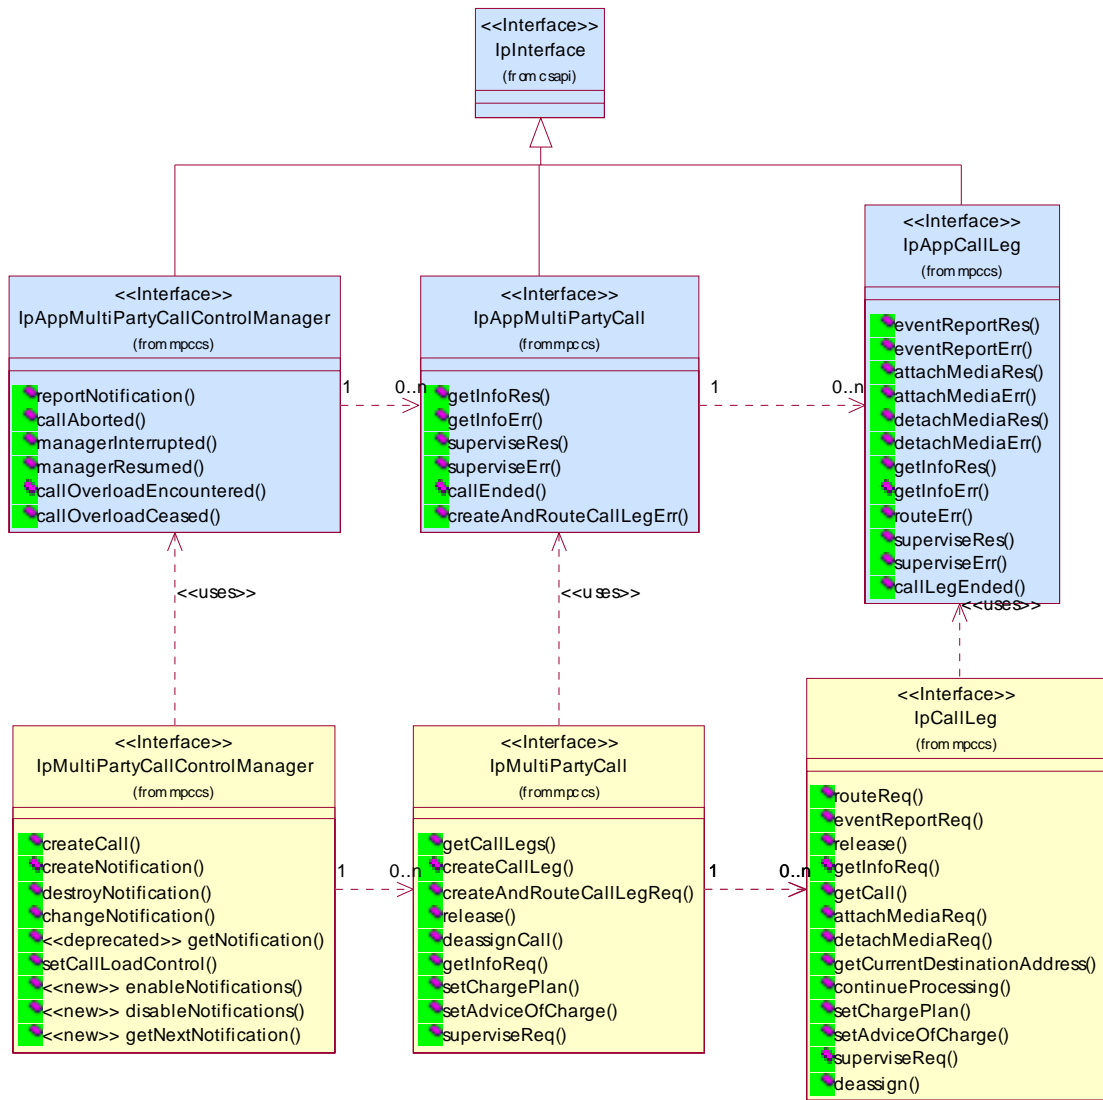 <<Interface>>
IpInterface
(from csapi)
<<Interface>>
IpAppCallLeg
(from mpccs)
eventReportRes()
eventReportErr()
attachMediaRes()
attachMediaErr()
detachMediaRes()
detachMediaErr()
getInfoRes()
getInfoErr()
routeErr()
superviseRes()
superviseErr()
callLegEnded()
<<Interface>>
IpAppMultiPartyCallControlManager
(from mpccs)
reportNotification()
callAborted()
managerInterrupted()
managerResumed()
callOverloadEncountered()
callOverloadCeased()
1
0..n
<<Interface>>
IpAppMultiPartyCall
(from mpccs)
getInfoRes()
getInfoErr()
superviseRes()
superviseErr()
callEnded()
createAndRouteCallLegErr()
1
0..n
<<uses>>
<<uses>>
<<uses>>
<<Interface>>
IpMultiPartyCallControlManager
(from mpccs)
createCall()
createNotification()
destroyNotification()
changeNotification()
<<deprecated>> getNotification()
setCallLoadControl()
<<new>> enableNotifications()
<<new>> disableNotifications()
<<new>> getNextNotification()
1
0..n
<<Interface>>
IpMultiPartyCall
(from mpccs)
getCallLegs()
createCallLeg()
createAndRouteCallLegReq()
release()
deassignCall()
getInfoReq()
setChargePlan()
setAdviceOfCharge()
superviseReq()
1
0..n
<<Interface>>
IpCallLeg
(from mpccs)
routeReq()
eventReportReq()
release()
getInfoReq()
getCall()
attachMediaReq()
detachMediaReq()
getCurrentDestinationAddress()
continueProcessing()
setChargePlan()
setAdviceOfCharge()
superviseReq()
deassign()